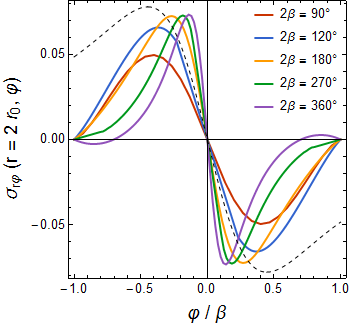 σrφ (r = 2 r0, φ)
0.05
0.00
−0.05
−1.0 −0.5 0.0 0.5 1.0
φ / β
2β = 90°
2β = 120°
2β = 180°
2β = 270°
2β = 360°